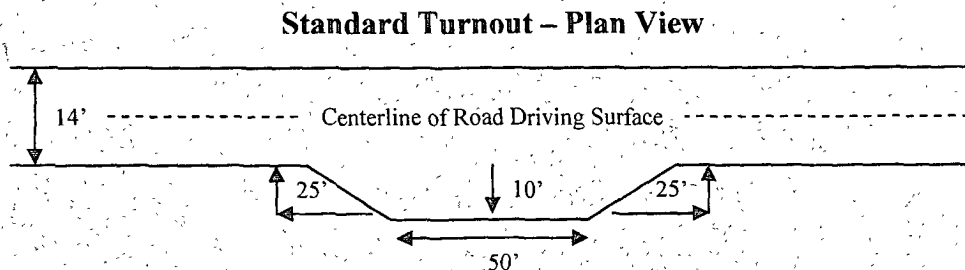 Standard Turnout – Plan View
14' Centerline of Road Driving Surface
25' 10' 25'
50'